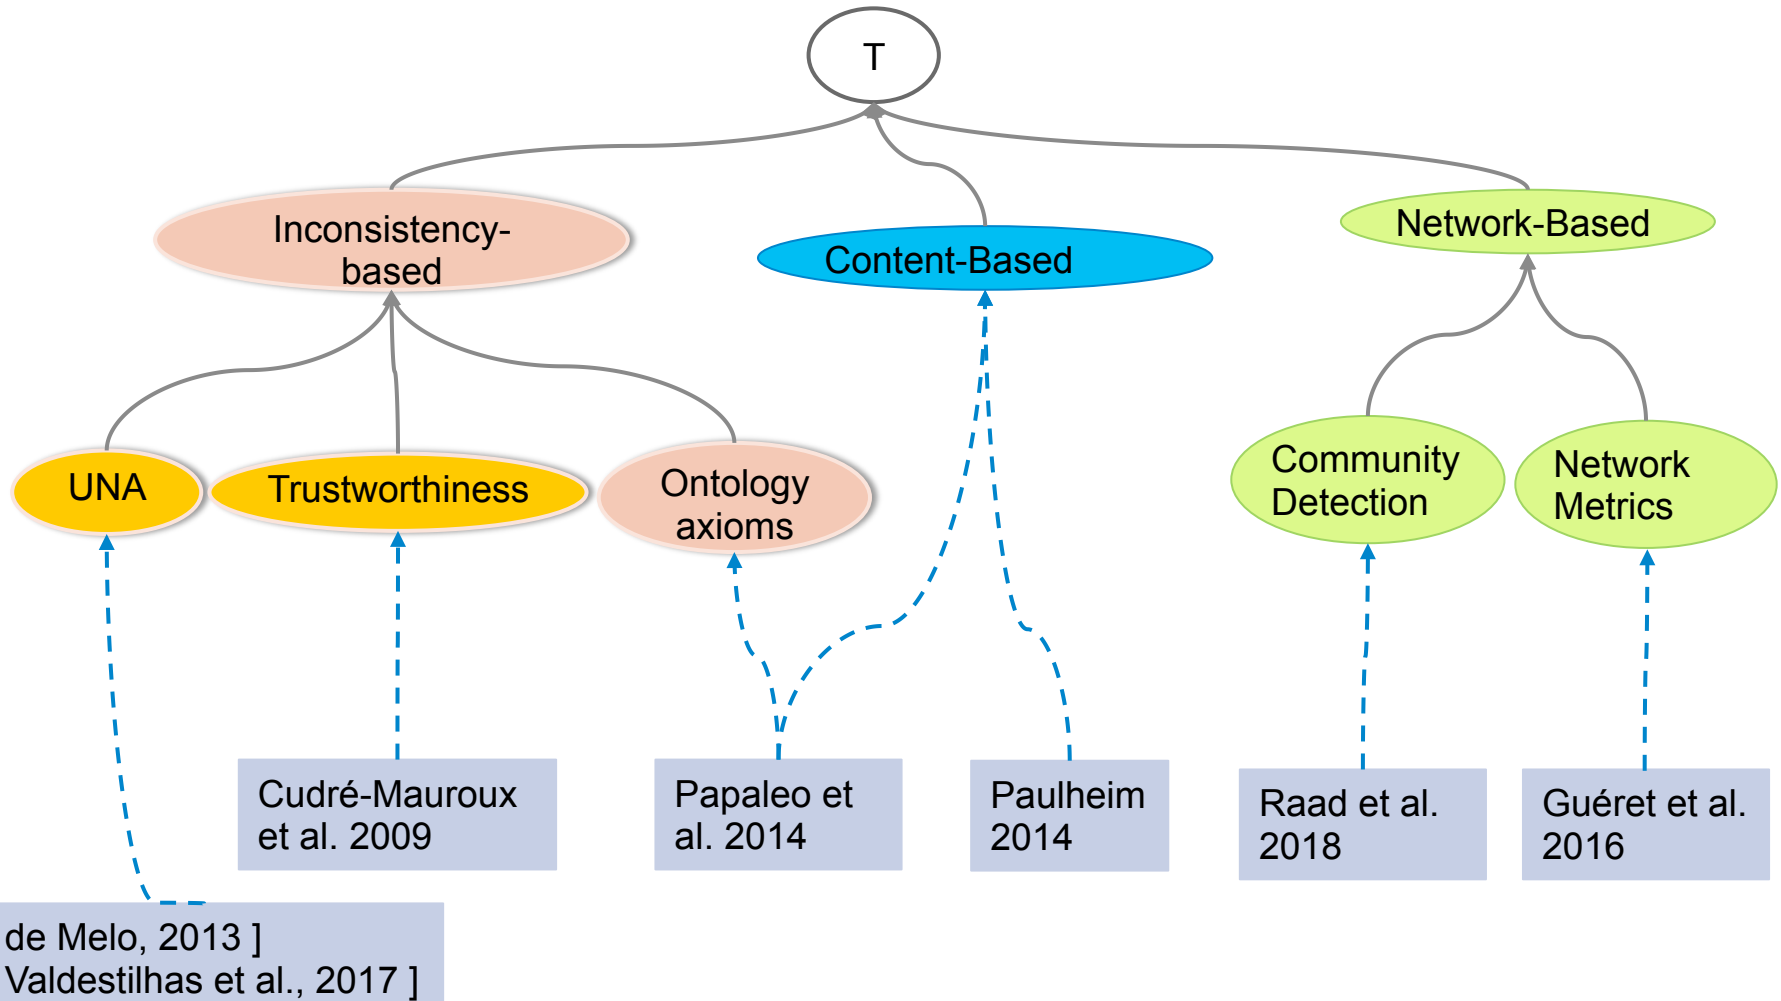 T
Inconsistency-
based
Content-Based
Network-Based
UNA
Trustworthiness
Ontology
axioms
Community
Detection
Network
Metrics
Cudré-Mauroux
et al. 2009
Papaleo et
al. 2014
Paulheim
2014
Raad et al.
2018
Guéret et al.
2016
de Melo, 2013 ]
Valdestilhas et al., 2017 ]